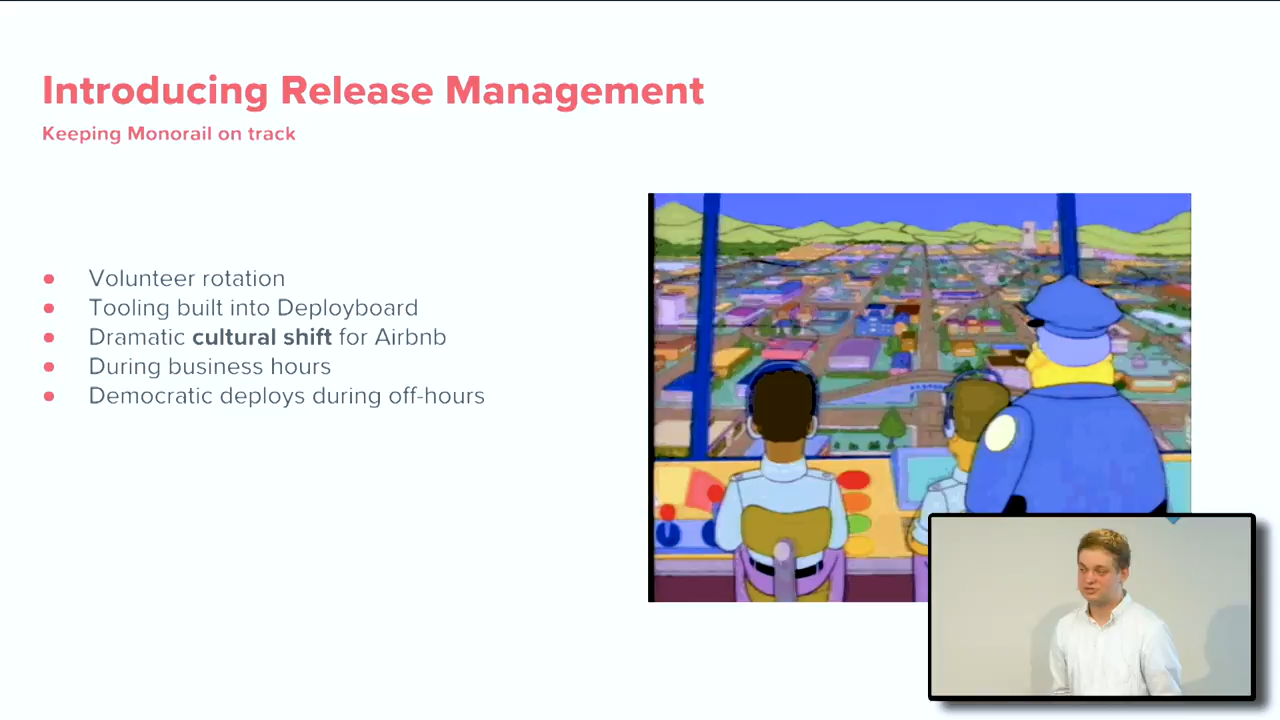 Introducing Release Management
Keeping Monorail on track
Volunteer rotation
Tooling built into Deployboard
Dramatic cultural shift for Airbnb
During business hours
Democratic deploys during off-hours